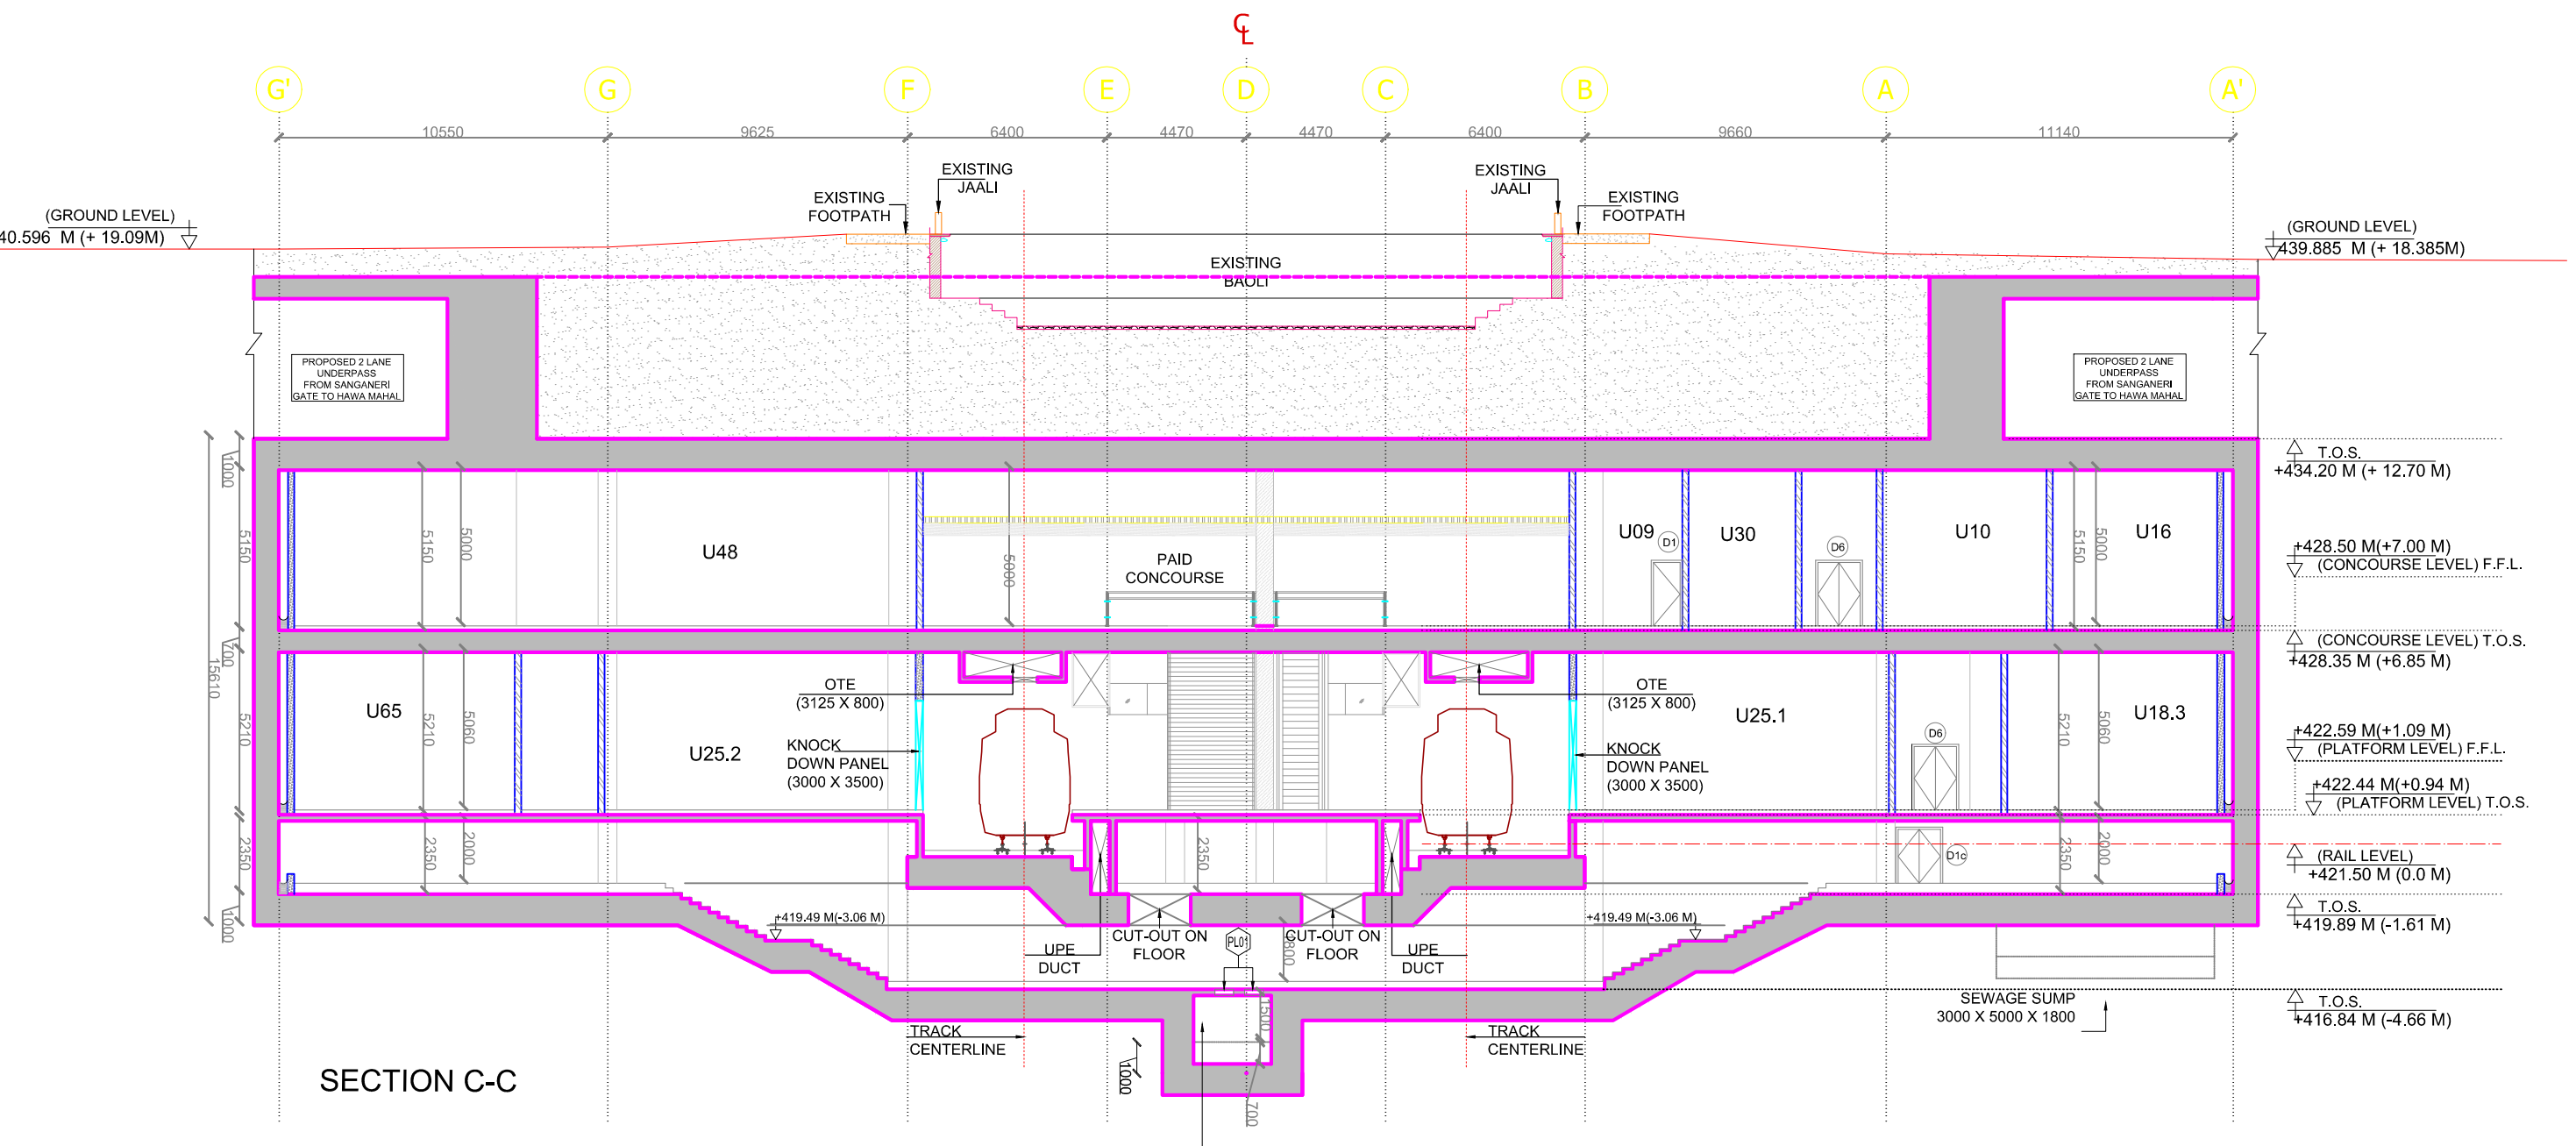 ℄
G'
G
F
E
D
C
B
A
A'
10550
9625
6400
4470
4470
6400
9660
11140
EXISTING
JAALI
EXISTING
JAALI
EXISTING
FOOTPATH
EXISTING
FOOTPATH
(GROUND LEVEL)
40.596 M (+ 19.09M)
(GROUND LEVEL)
439.885 M (+ 18.385M)
EXISTING
BAOLI
PROPOSED 2 LANE
UNDERPASS
FROM SANGANERI
GATE TO HAWA MAHAL
PROPOSED 2 LANE
UNDERPASS
FROM SANGANERI
GATE TO HAWA MAHAL
T.O.S.
+434.20 M (+ 12.70 M)
1000
5150
5150
5000
U48
5000
PAID
CONCOURSE
U09
D1
U30
D6
U10
5150
5000
U16
+428.50 M(+7.00 M)
(CONCOURSE LEVEL) F.F.L.
(CONCOURSE LEVEL) T.O.S.
+428.35 M (+6.85 M)
700
15610
5210
U65
5210
5060
U25.2
OTE
(3125 X 800)
OTE
(3125 X 800)
KNOCK
DOWN PANEL
(3000 X 3500)
KNOCK
DOWN PANEL
(3000 X 3500)
U25.1
D6
5210
5060
U18.3
+422.59 M(+1.09 M)
(PLATFORM LEVEL) F.F.L.
+422.44 M(+0.94 M)
(PLATFORM LEVEL) T.O.S.
2350
2350
2000
2350
D1c
2350
2000
(RAIL LEVEL)
+421.50 M (0.0 M)
1000
+419.49 M(-3.06 M)
+419.49 M(-3.06 M)
T.O.S.
+419.89 M (-1.61 M)
UPE
DUCT
CUT-OUT ON
FLOOR
PL01
CUT-OUT ON
FLOOR
UPE
DUCT
1500
SEWAGE SUMP
3000 X 5000 X 1800
T.O.S.
+416.84 M (-4.66 M)
TRACK
CENTERLINE
TRACK
CENTERLINE
1000
700
SECTION C-C